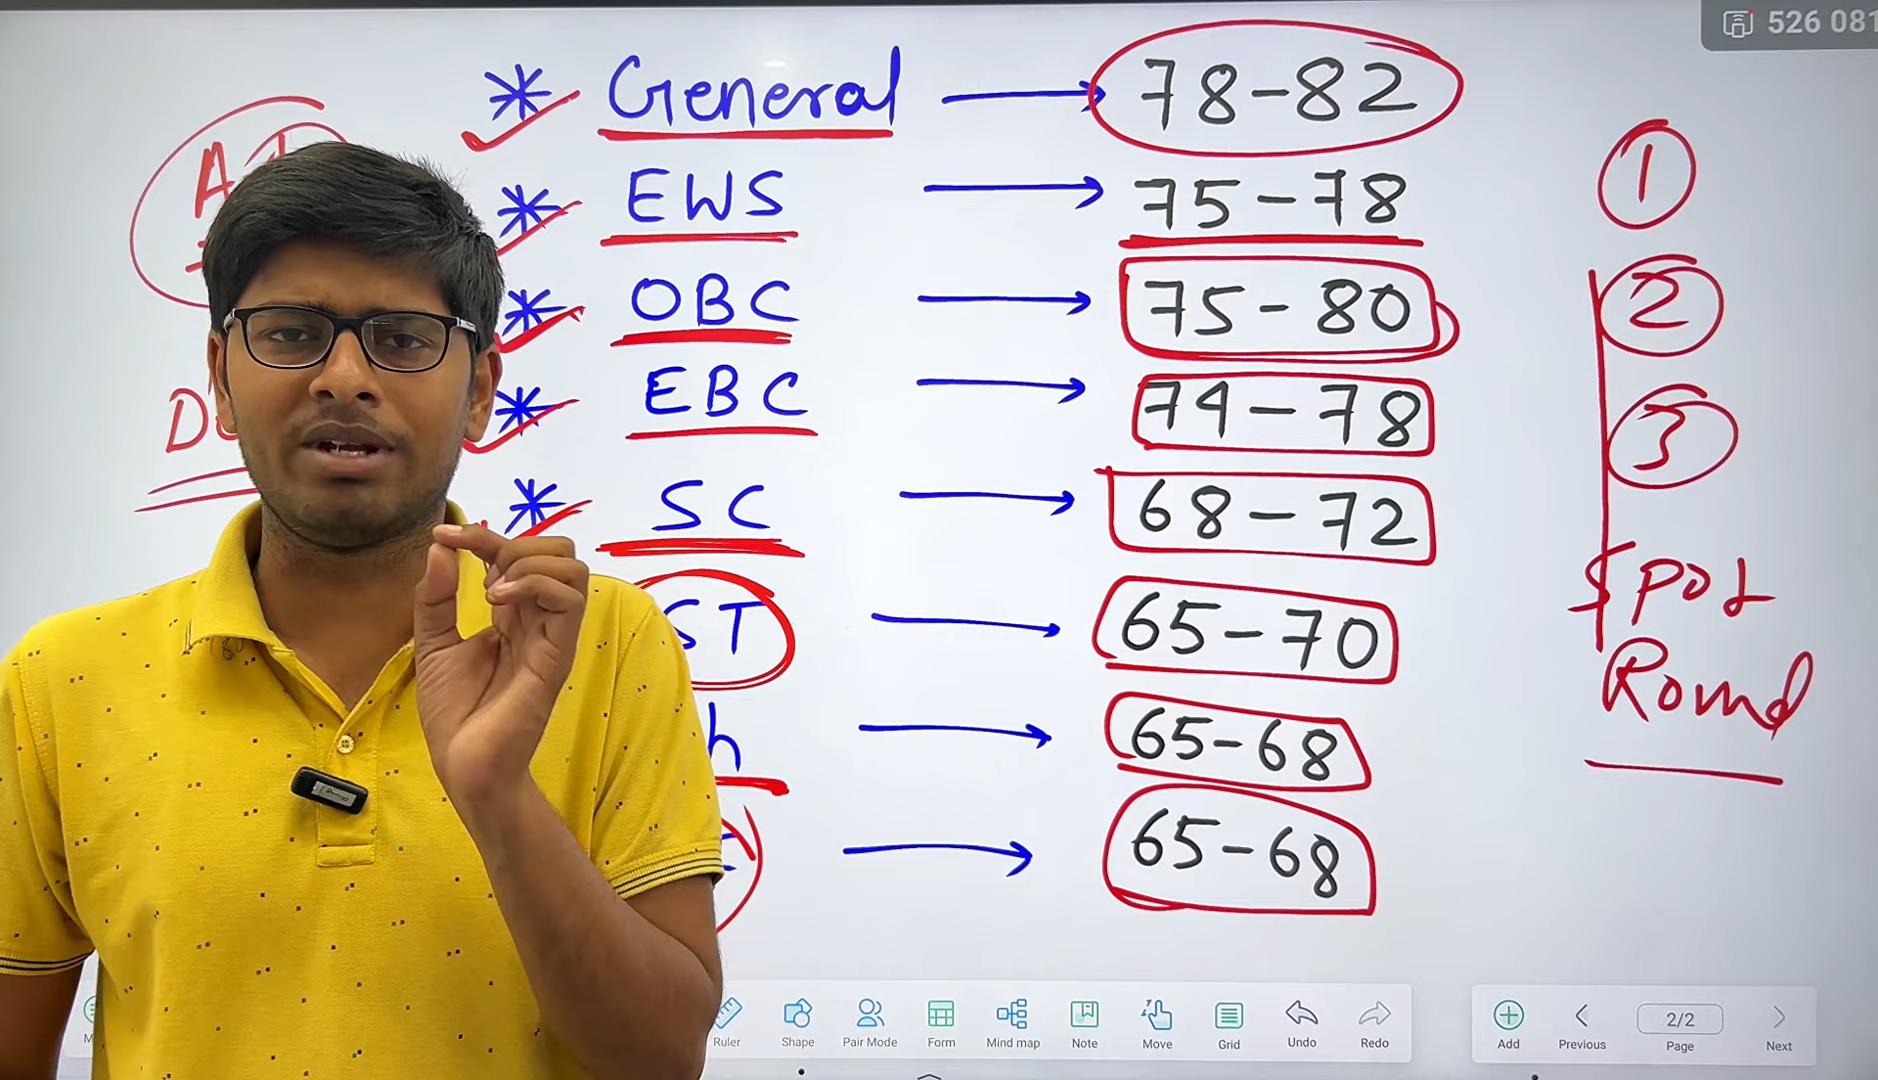 526 081
* General → 78-82
* EWS → 75-78
* OBC → 75-80
* EBC → 74-78
* SC → 68-72
ST → 65-70
h → 65-68
→ 65-68
1
2
3
Spot
Round
Ruler
Shape
Pair Mode
Form
Mind map
Note
Move
Grid
Undo
Redo
Add
Previous
2/2
Page
Next